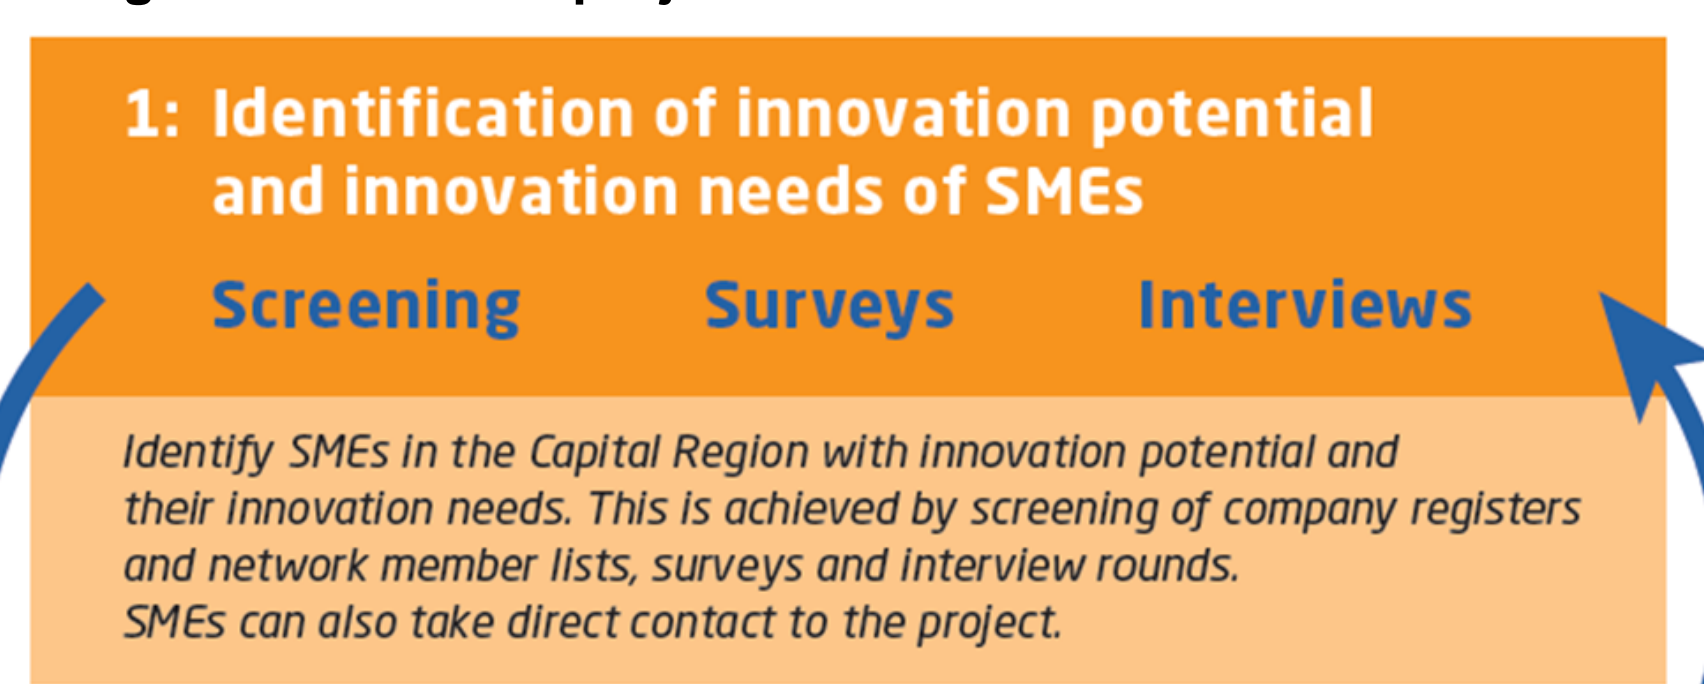 1: Identification of innovation potential
and innovation needs of SMEs
Screening Surveys Interviews
Identify SMEs in the Capital Region with innovation potential and
their innovation needs. This is achieved by screening of company registers
and network member lists, surveys and interview rounds.
SMEs can also take direct contact to the project.